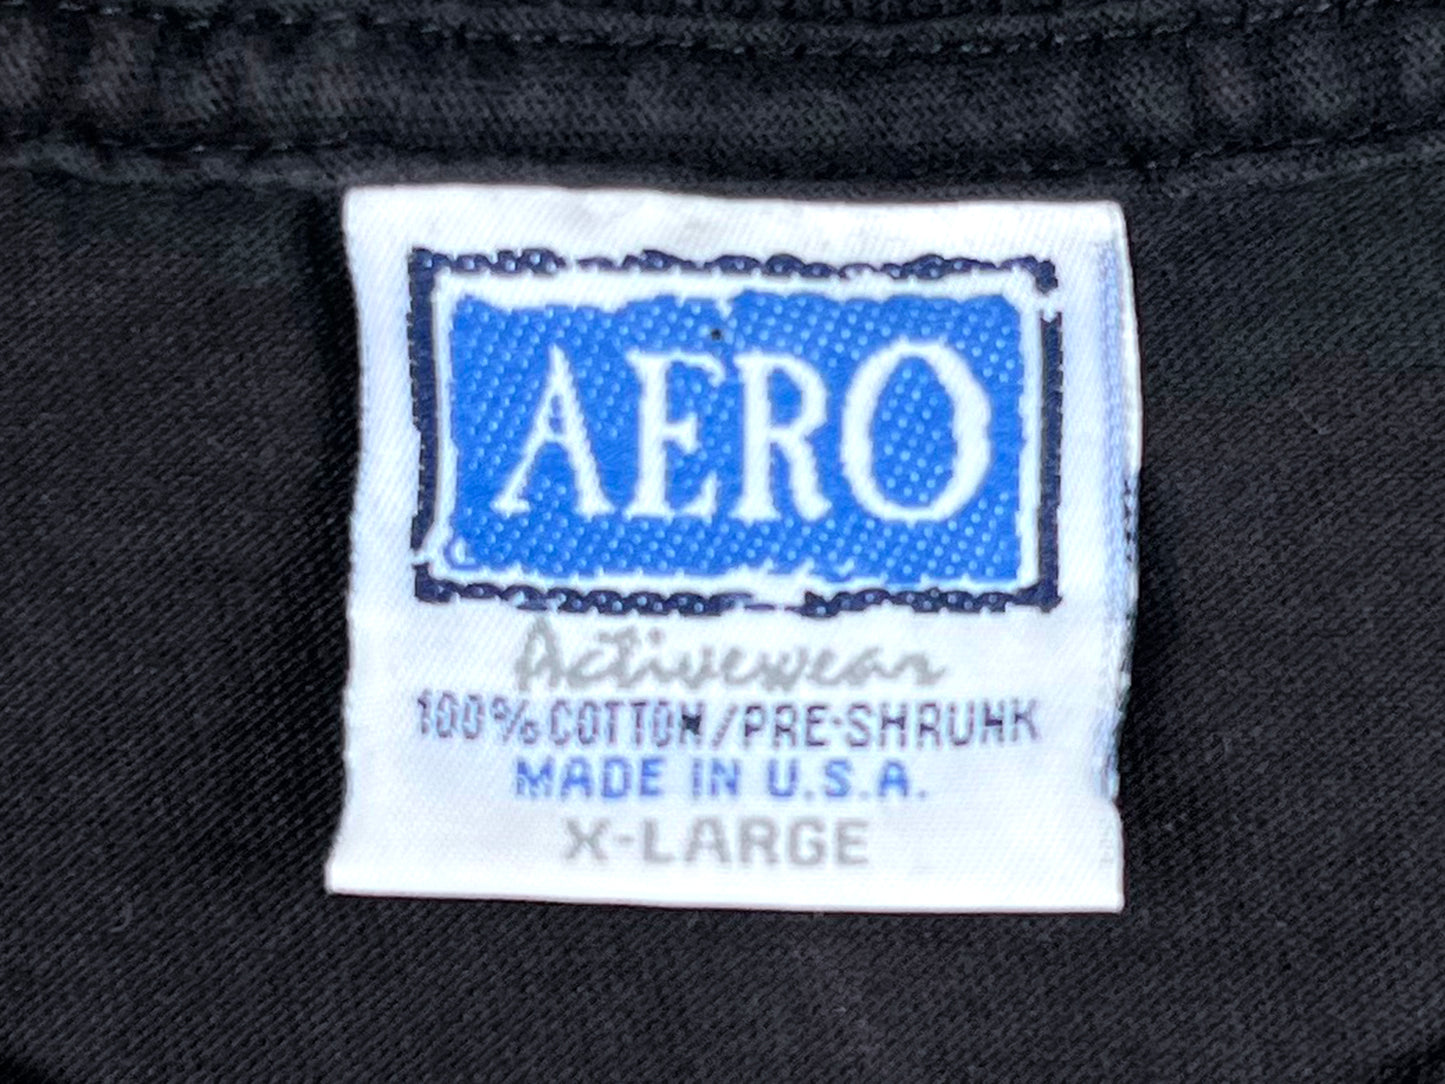 AERO
Activewear
100% COTTON/PRE-SHRUNK
MADE IN U.S.A.
X-LARGE